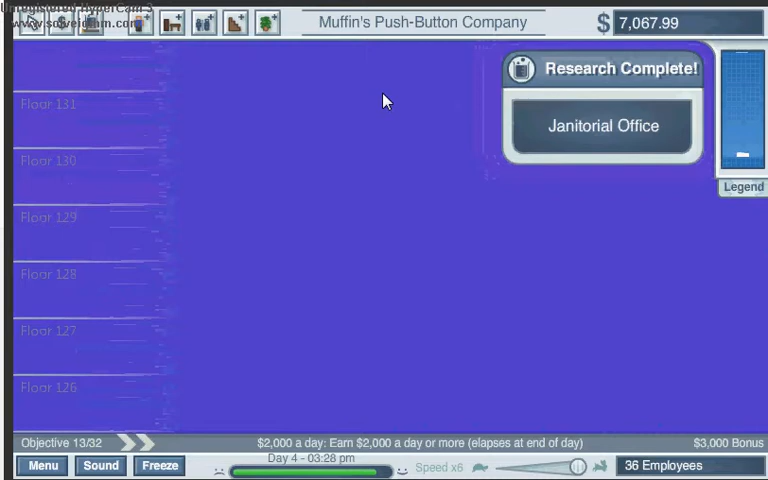 Unregistered HyperCam 3
www.solveigmm.com
Muffin's Push-Button Company
$ 7,067.99
Research Complete!
Janitorial Office
Legend
Floor 131
Floor 130
Floor 129
Floor 128
Floor 127
Floor 126
Objective 13/32
$2,000 a day: Earn $2,000 a day or more (elapses at end of day)
$3,000 Bonus
Menu
Sound
Freeze
Day 4 - 03:28 pm
Speed x6
36 Employees